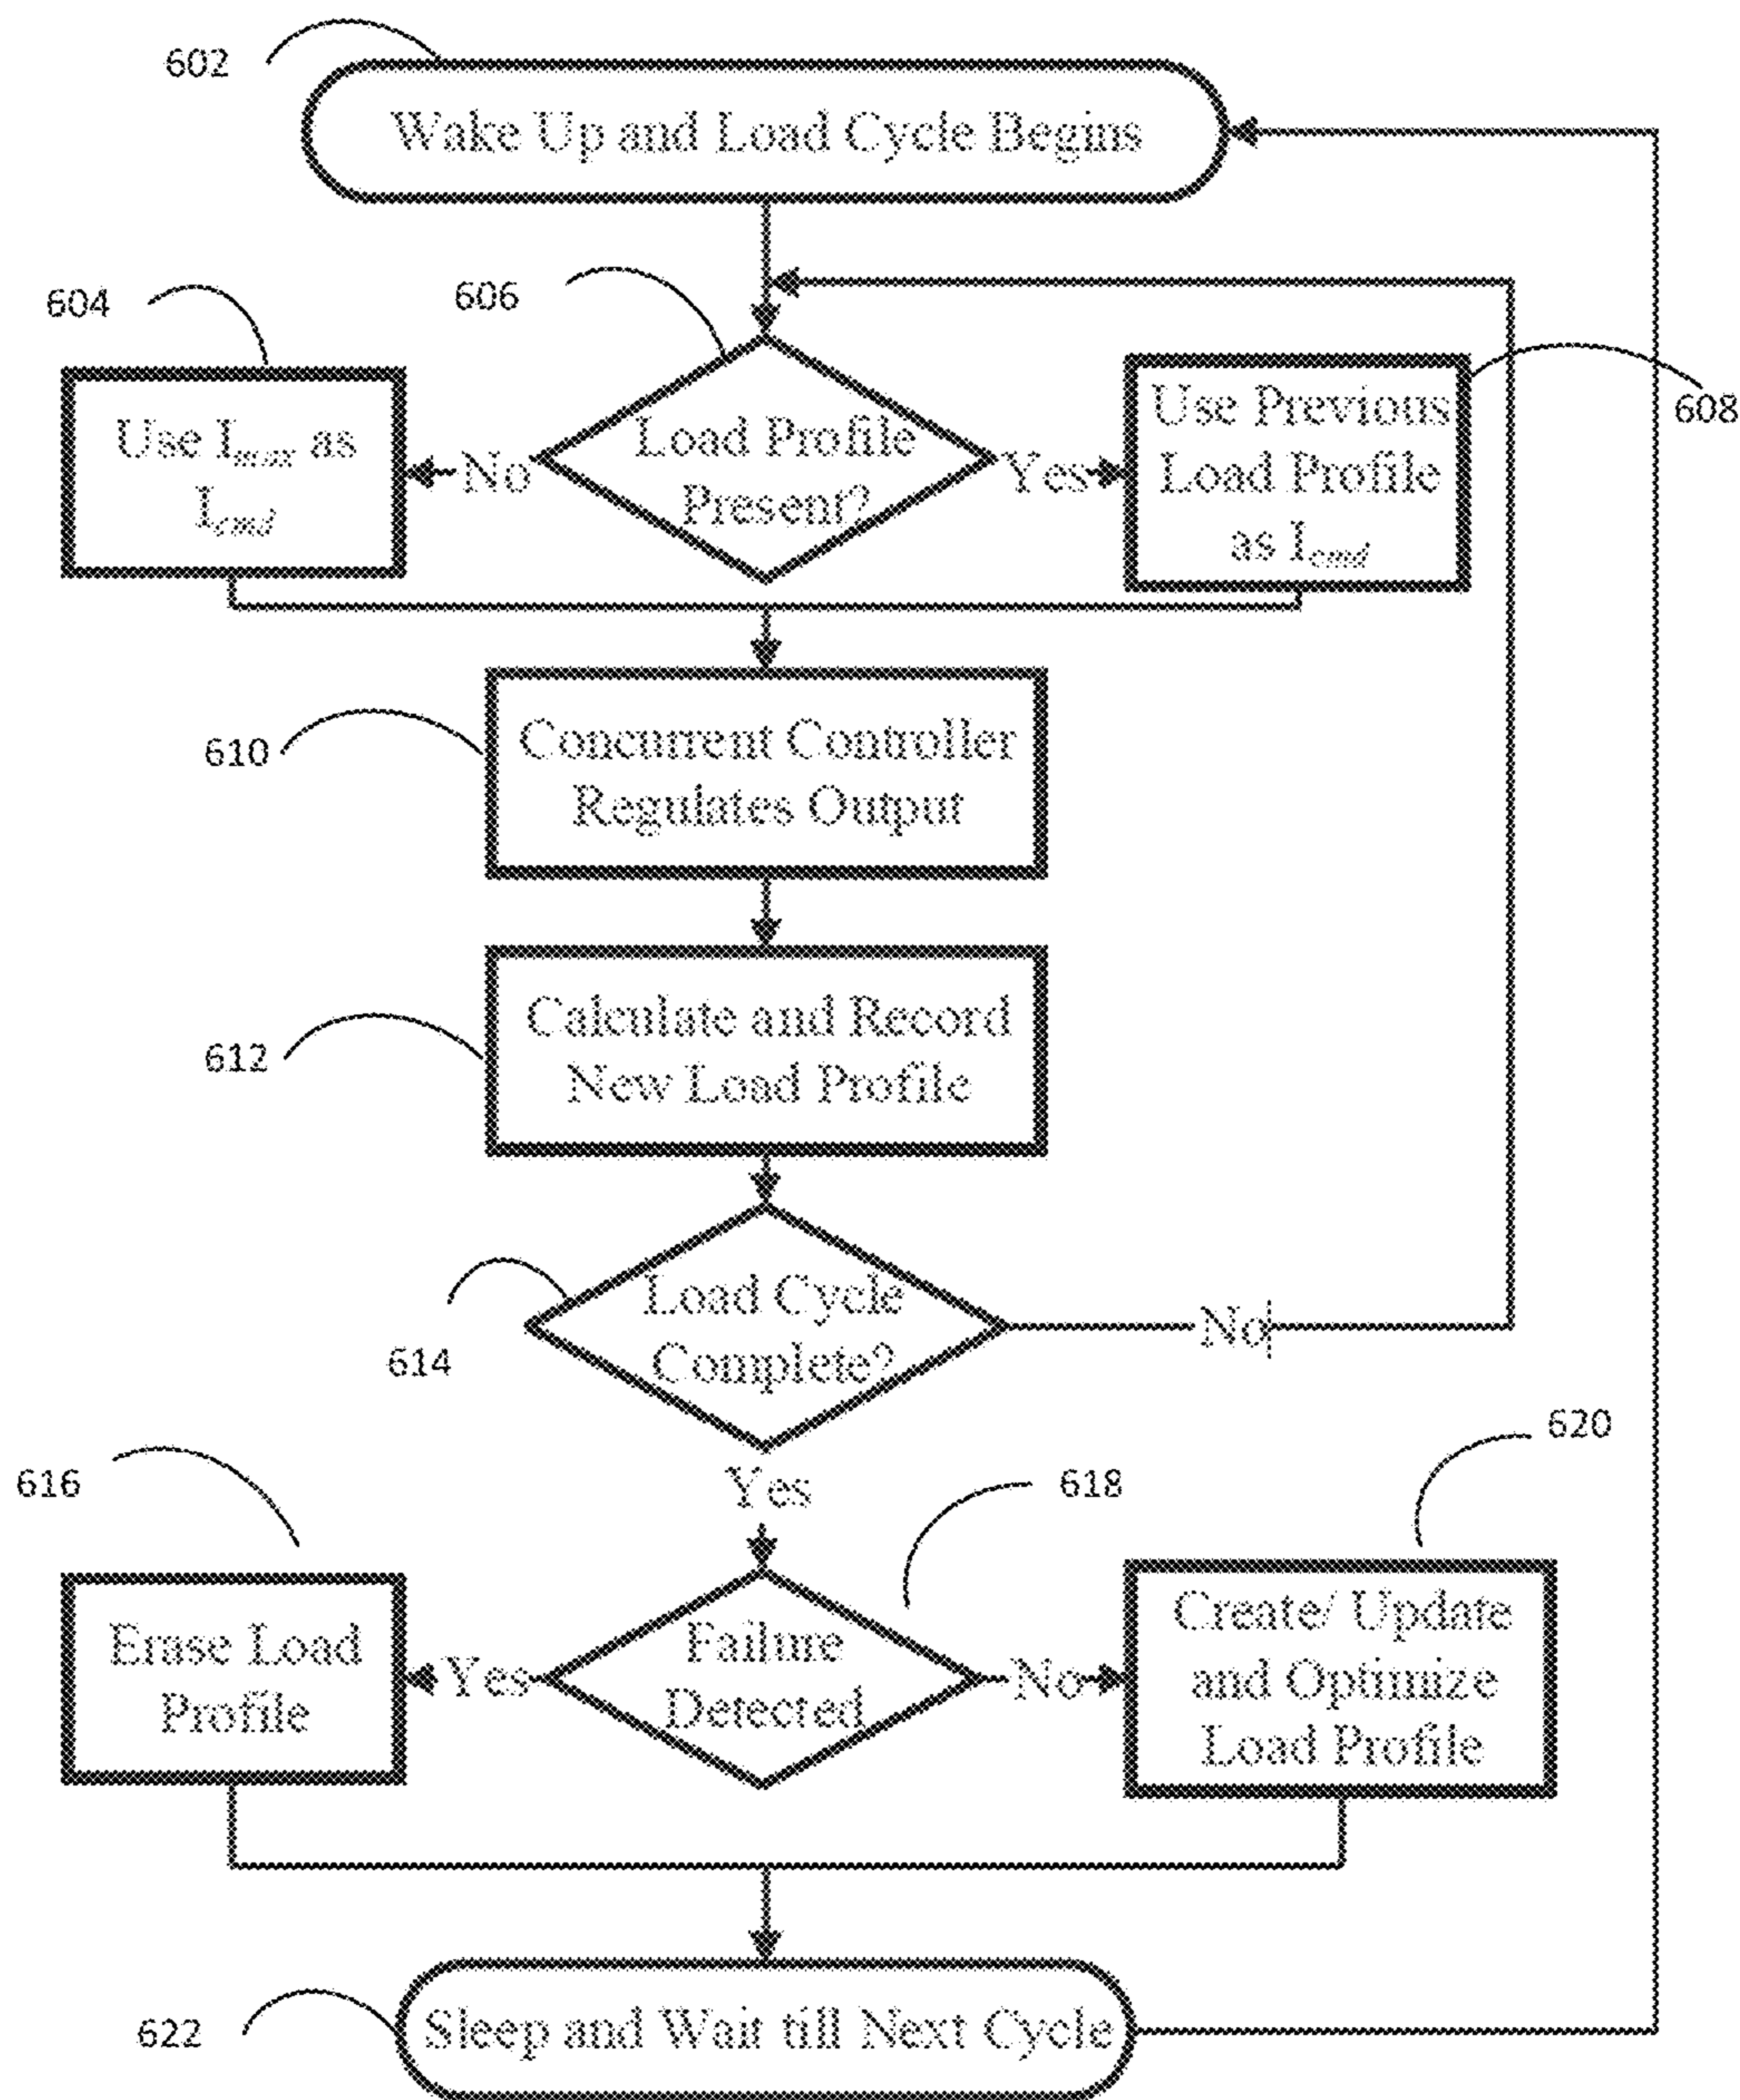 602
Wake Up and Load Cycle Begins
604
606
608
Use I_max as
I_cmd
No
Load Profile
Present?
Yes
Use Previous
Load Profile
as I_cmd
610
Concurrent Controller
Regulates Output
612
Calculate and Record
New Load Profile
614
Load Cycle
Complete?
No
Yes
616
618
620
Erase Load
Profile
Yes
Failure
Detected
No
Create/ Update
and Optimize
Load Profile
622
Sleep and Wait till Next Cycle